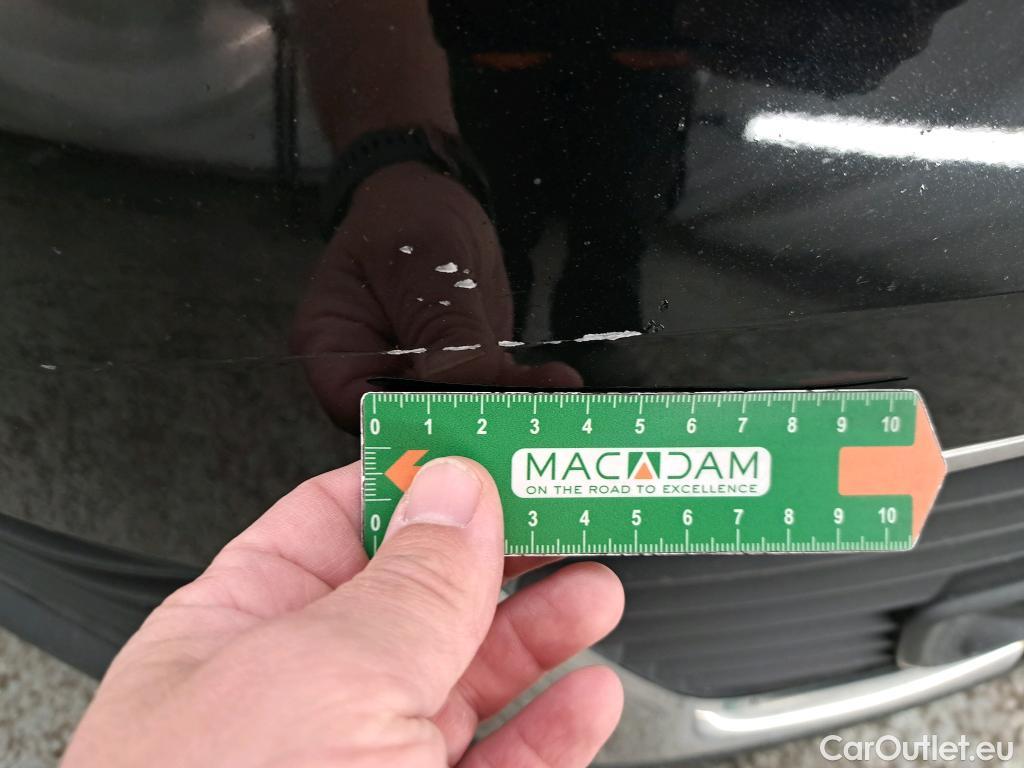 0 1 2 3 4 5 6 7 8 9 10
MACADAM
ON THE ROAD TO EXCELLENCE
0 3 4 5 6 7 8 9 10
CarOutlet.eu